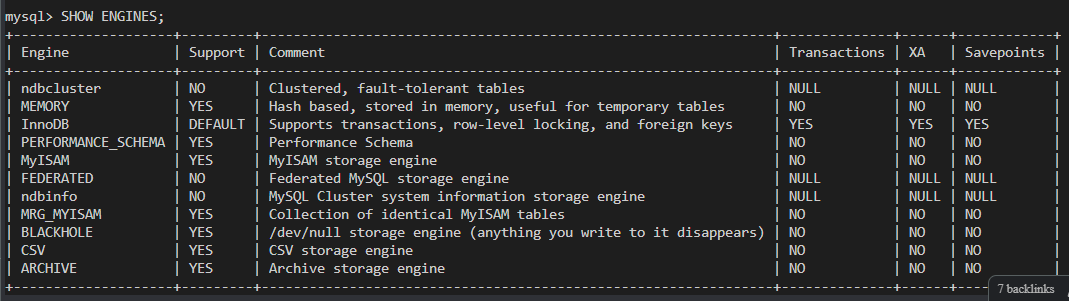 mysql> SHOW ENGINES;
+--------------------+---------+----------------------------------------------------------------+--------------+------+------------+
| Engine             | Support | Comment                                                        | Transactions | XA   | Savepoints |
+--------------------+---------+----------------------------------------------------------------+--------------+------+------------+
| ndbcluster         | NO      | Clustered, fault-tolerant tables                               | NULL         | NULL | NULL       |
| MEMORY             | YES     | Hash based, stored in memory, useful for temporary tables      | NO           | NO   | NO         |
| InnoDB             | DEFAULT | Supports transactions, row-level locking, and foreign keys     | YES          | YES  | YES        |
| PERFORMANCE_SCHEMA | YES     | Performance Schema                                             | NO           | NO   | NO         |
| MyISAM             | YES     | MyISAM storage engine                                          | NO           | NO   | NO         |
| FEDERATED          | NO      | Federated MySQL storage engine                                 | NULL         | NULL | NULL       |
| ndbinfo            | NO      | MySQL Cluster system information storage engine                | NULL         | NULL | NULL       |
| MRG_MYISAM         | YES     | Collection of identical MyISAM tables                          | NO           | NO   | NO         |
| BLACKHOLE          | YES     | /dev/null storage engine (anything you write to it disappears) | NO           | NO   | NO         |
| CSV                | YES     | CSV storage engine                                             | NO           | NO   | NO         |
| ARCHIVE            | YES     | Archive storage engine                                         | NO           | NO   | NO         |
+--------------------+---------+----------------------------------------------------------------+--------------+------+------------+
7 backlinks